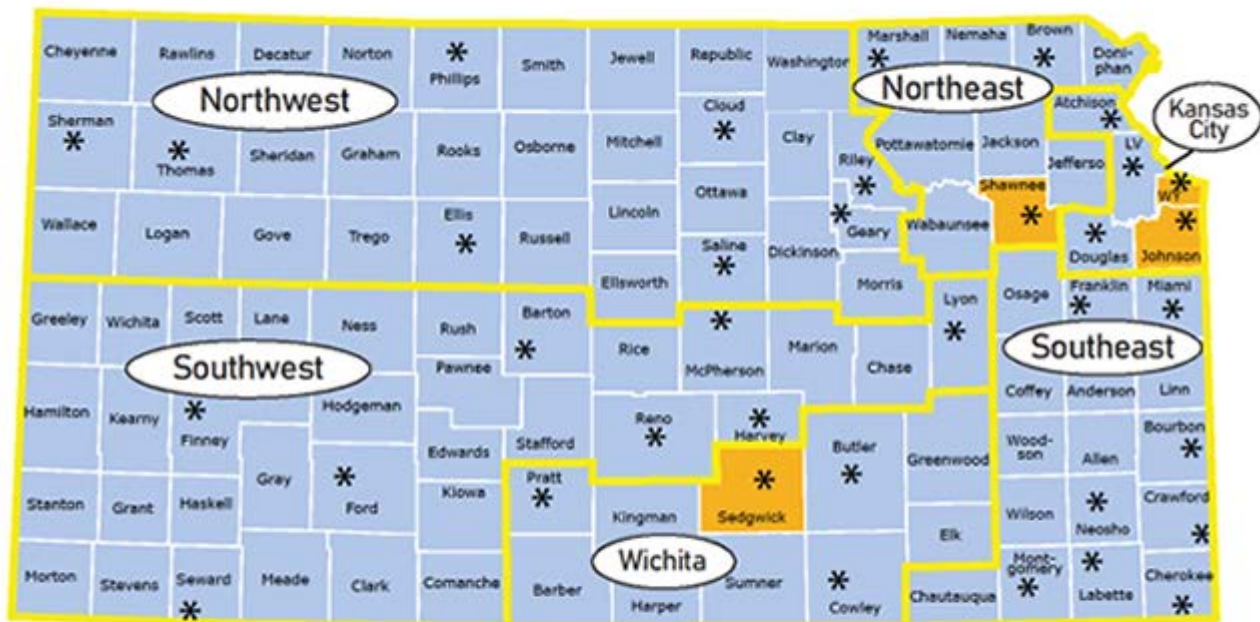 Cheyenne
Rawlins
Decatur
Norton
*
Phillips
Smith
Jewell
Republic
Washington
Marshall
*
Nemaha
Brown
*
Doni-
phan
Northwest
Northeast
Kansas
City
Sherman
*
*
Thomas
Sheridan
Graham
Rooks
Osborne
Mitchell
Cloud
*
Clay
Riley
*
Pottawatomie
Jackson
Atchison
*
Jefferso
LV
*
Wallace
Logan
Gove
Trego
Ellis
*
Russell
Lincoln
Ottawa
Saline
*
Dickinson
*
Geary
Wabaunsee
Shawnee
*
*
WY
*
Douglas
*
Johnson
Ellsworth
Morris
Greeley
Wichita
Scott
Lane
Ness
Rush
Barton
*
Rice
*
McPherson
Marion
Chase
Lyon
*
Osage
Franklin
*
Miami
*
Southwest
Southeast
Hamilton
Kearny
*
Finney
Hodgeman
Pawnee
Stafford
Reno
*
*
Harvey
Butler
*
Greenwood
Coffey
Anderson
Linn
Edwards
Gray
*
Ford
Kiowa
Pratt
*
Kingman
*
Sedgwick
Wood-
son
Allen
Bourbon
*
Stanton
Grant
Haskell
Elk
Wilson
*
Neosho
Crawford
*
Wichita
Morton
Stevens
Seward
*
Meade
Clark
Comanche
Barber
Harper
Sumner
*
Cowley
Chautauqua
Mont-
gomery
*
*
Labette
Cherokee
*